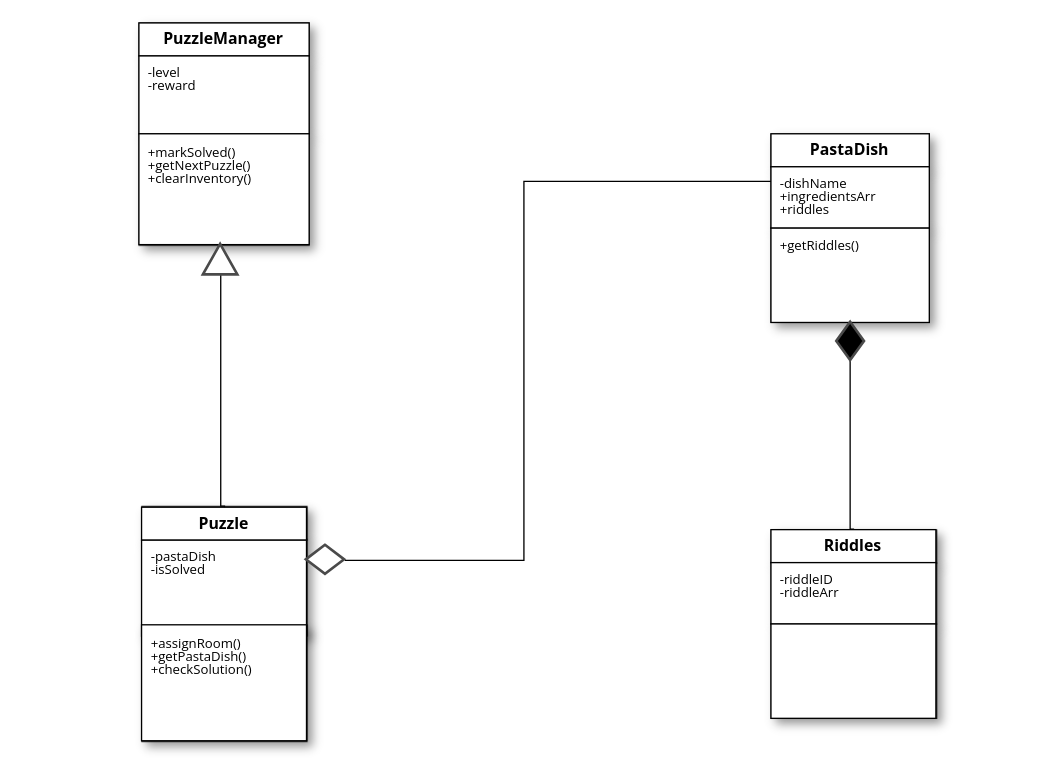 PuzzleManager
-level
-reward
+markSolved()
+getNextPuzzle()
+clearInventory()
PastaDish
-dishName
+ingredientsArr
+riddles
+getRiddles()
Puzzle
-pastaDish
-isSolved
+assignRoom()
+getPastaDish()
+checkSolution()
Riddles
-riddleID
-riddleArr